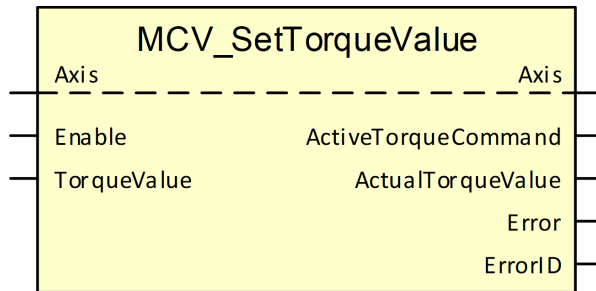 MCV_SetTorqueValue
Axis Axis
Enable ActiveTorqueCommand
TorqueValue ActualTorqueValue
Error
ErrorID